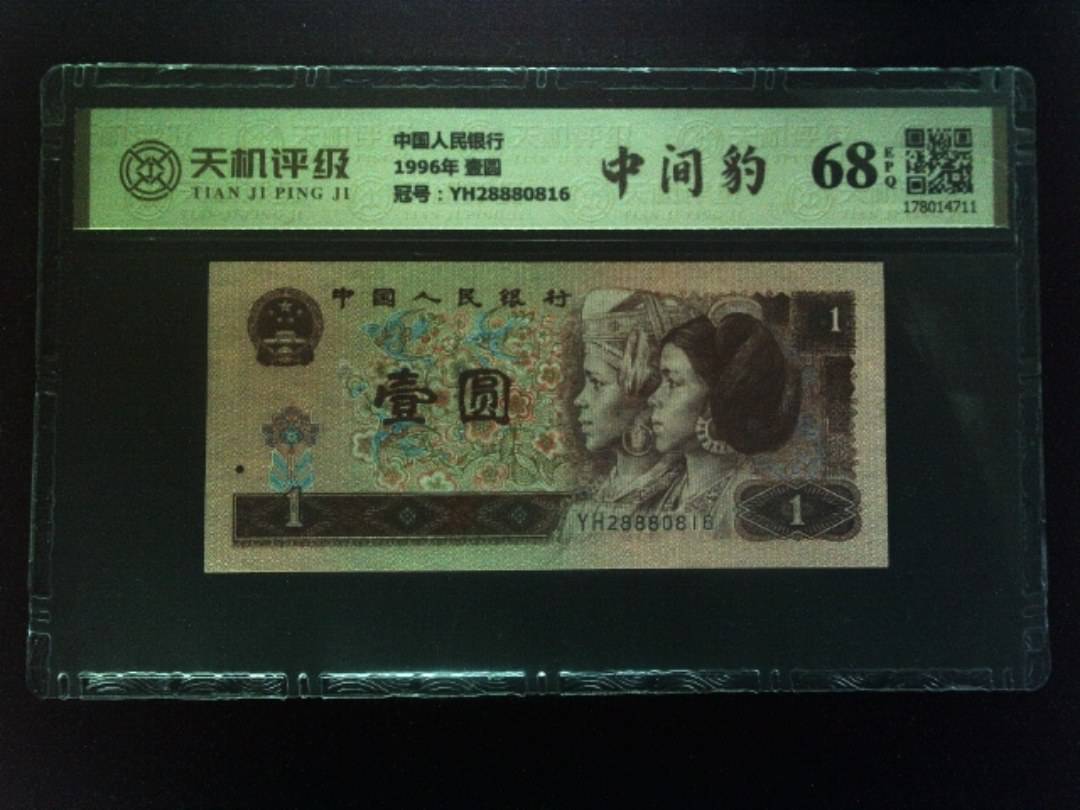 天机评级
TIAN JI PING JI
中国人民银行
1996年 壹圆
冠号：YH28880816
中间豹
68
EPQ
178014711
中国人民银行
1
壹圆
1
YH28880816
1